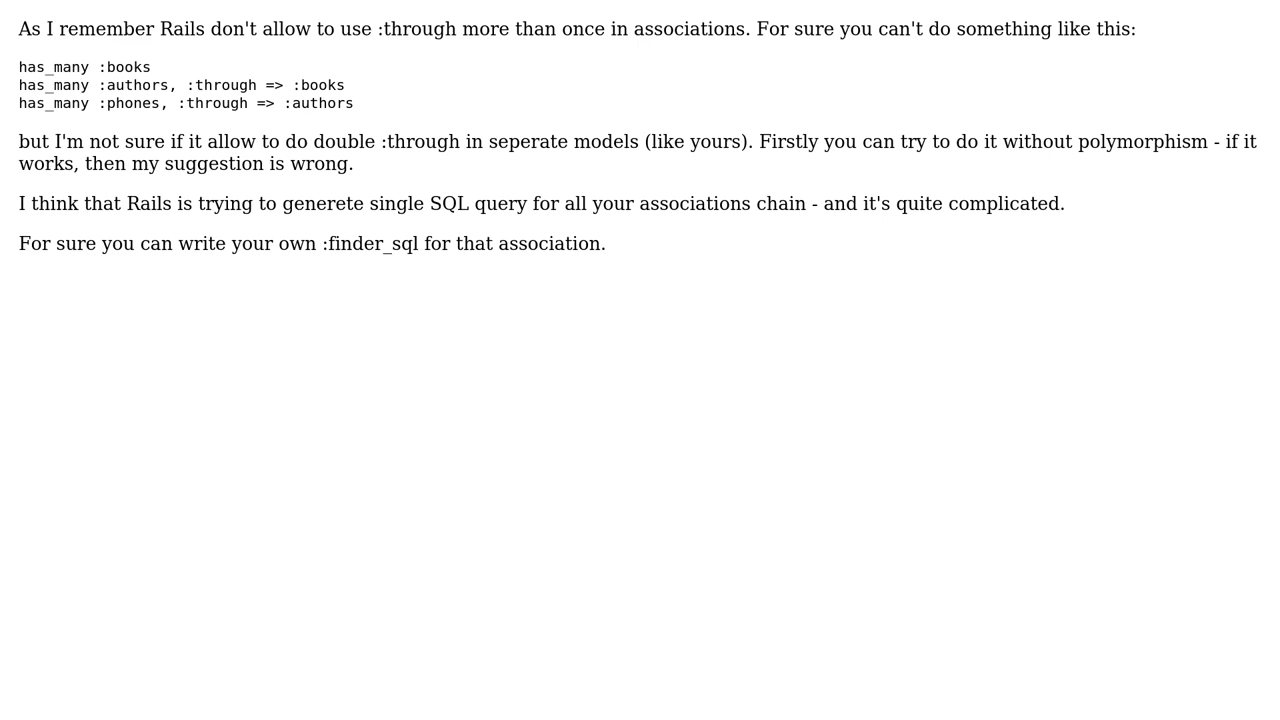 As I remember Rails don't allow to use :through more than once in associations. For sure you can't do something like this:
has_many :books
has_many :authors, :through => :books
has_many :phones, :through => :authors
but I'm not sure if it allow to do double :through in seperate models (like yours). Firstly you can try to do it without polymorphism - if it
works, then my suggestion is wrong.
I think that Rails is trying to generete single SQL query for all your associations chain - and it's quite complicated.
For sure you can write your own :finder_sql for that association.